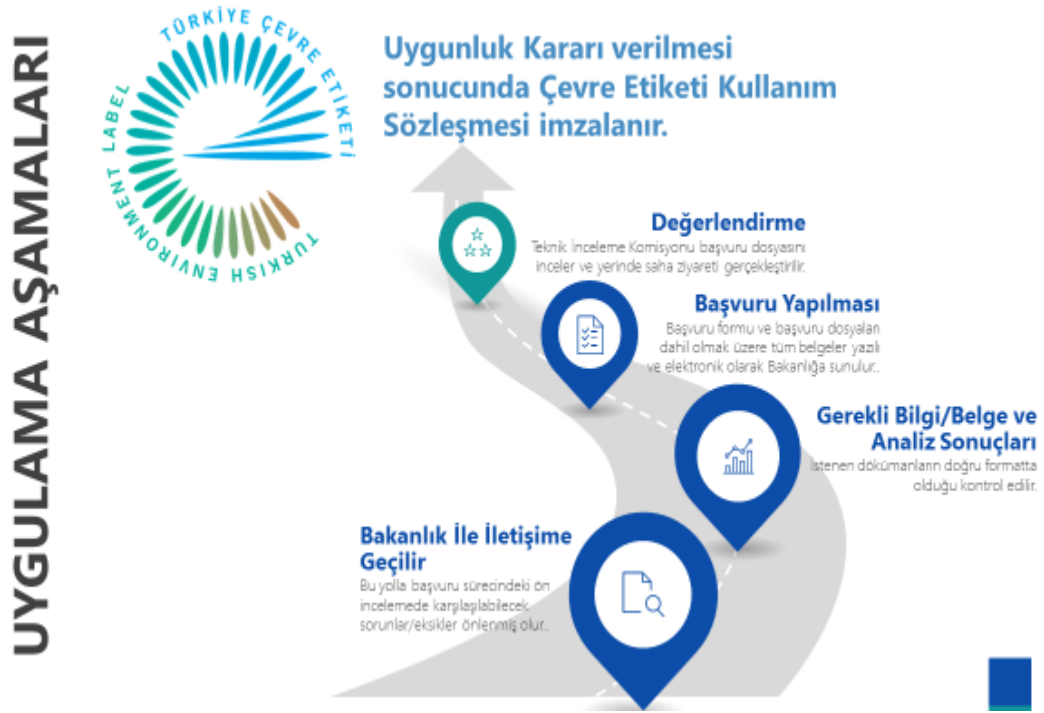 UYGULAMA AŞAMALARI
TÜRKİYE ÇEVRE ETİKETİ
TURKISH ENVIRONMENT LABEL
Uygunluk Kararı verilmesi
sonucunda Çevre Etiketi Kullanım
Sözleşmesi imzalanır.
Değerlendirme
Teknik İnceleme Komisyonu başvuru dosyasını
inceler ve yerinde saha ziyareti gerçekleştirilir.
Başvuru Yapılması
Başvuru formu ve başvuru dosyaları
dahil olmak üzere tüm belgeler yazılı
ve elektronik olarak Bakanlığa sunulur..
Gerekli Bilgi/Belge ve
Analiz Sonuçları
İstenen dökümanların doğru formatta
olduğu kontrol edilir.
Bakanlık İle İletişime
Geçilir
Bu yolla başvuru sürecindeki ön
incelemede karşılaşlabilecek
sorunlar/eksikler önlenmiş olur..